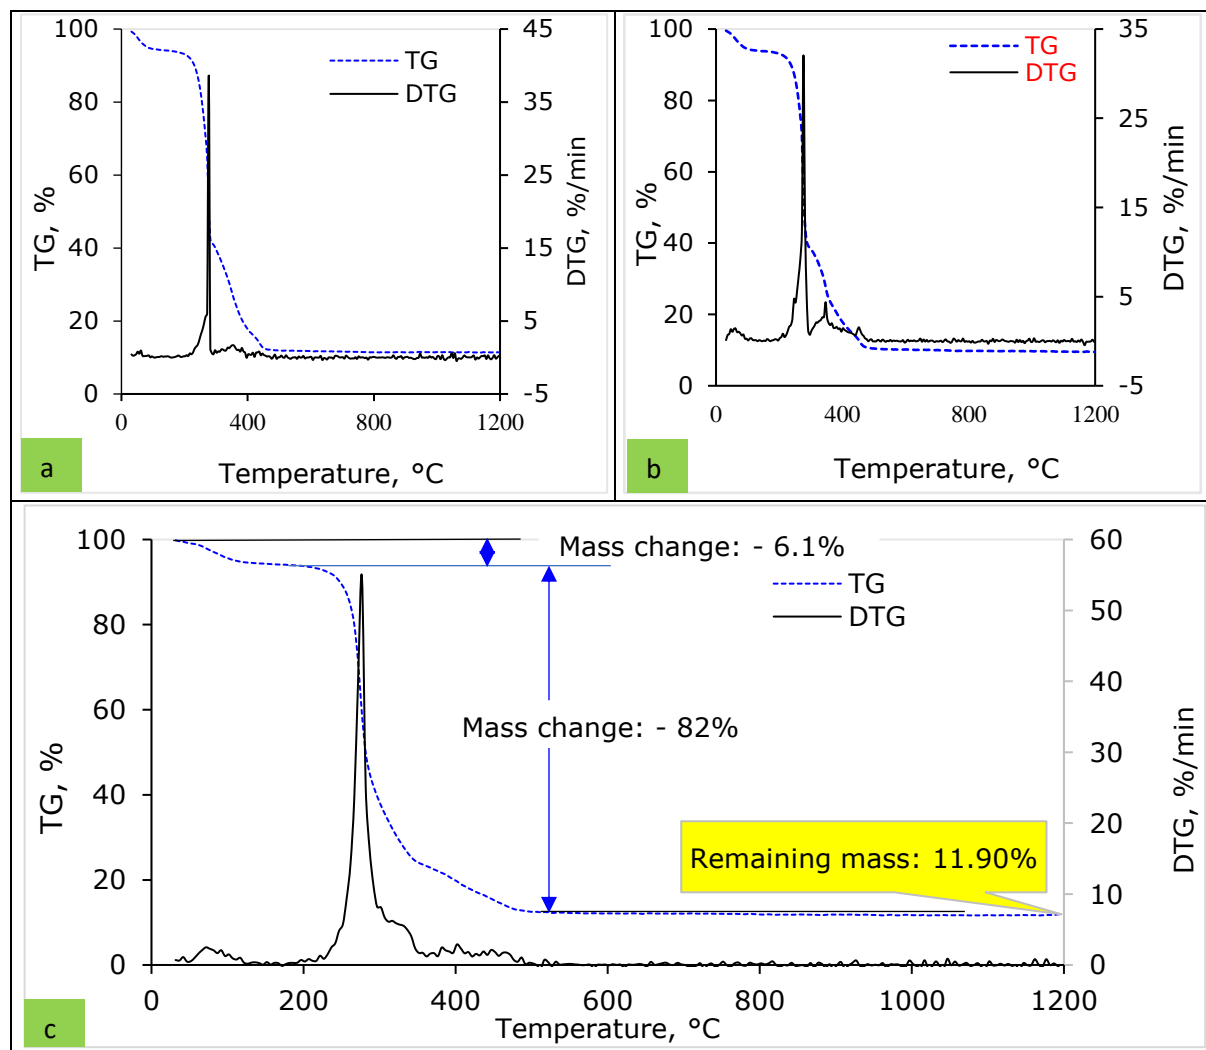 100
80
60
40
20
0
TG, %
45
35
25
15
5
-5
DTG, %/min
TG
DTG
0
400
800
1200
Temperature, °C
a
100
80
60
40
20
0
TG, %
35
25
15
5
-5
DTG, %/min
TG
DTG
0
400
800
1200
Temperature, °C
b
100
80
60
40
20
0
TG, %
60
50
40
30
20
10
0
DTG, %/min
Mass change: - 6.1%
TG
DTG
Mass change: - 82%
Remaining mass: 11.90%
0
200
400
600
800
1000
1200
Temperature, °C
c